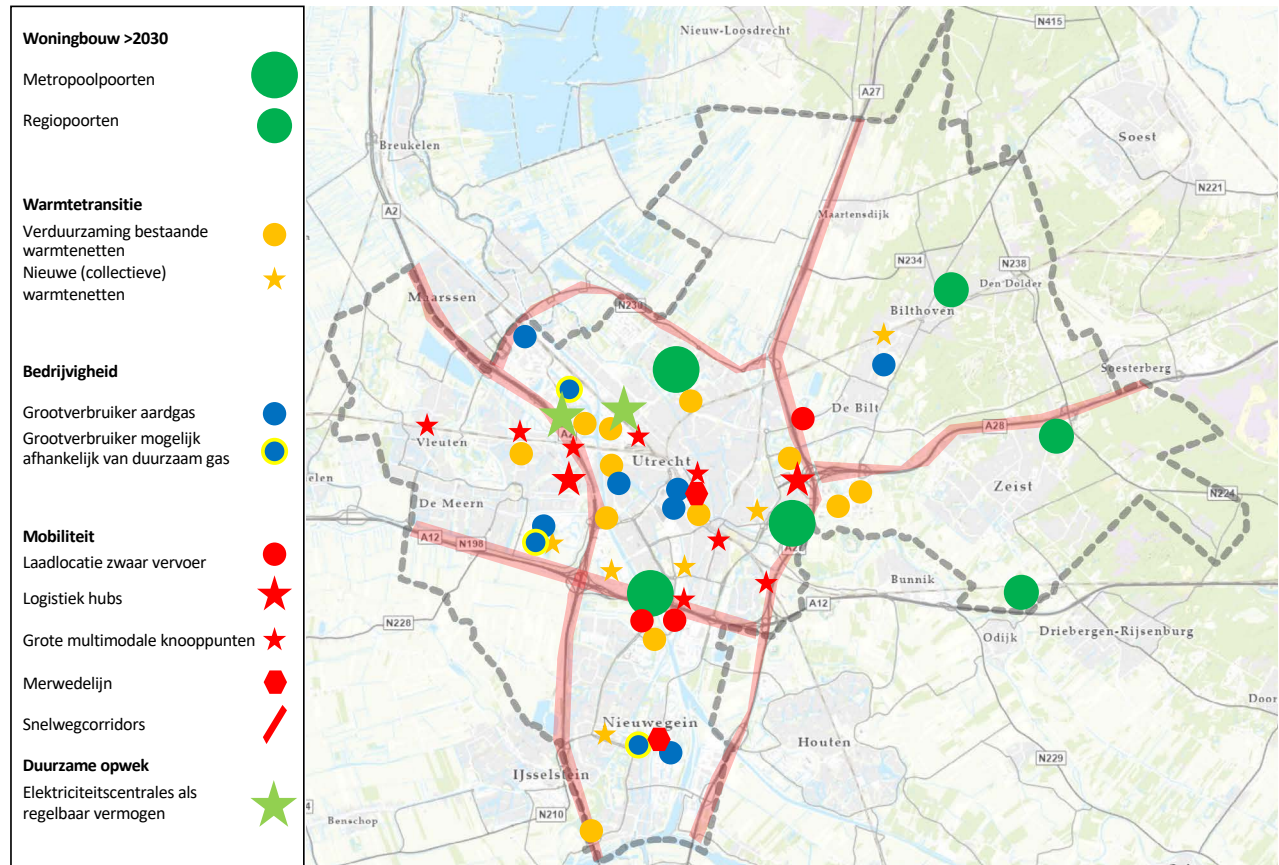 Woningbouw >2030
Metropoolpoorten
Regiopoorten
Warmtetransitie
Verduurzaming bestaande
warmtenetten
Nieuwe (collectieve)
warmtenetten
Bedrijvigheid
Grootverbruiker aardgas
Grootverbruiker mogelijk
afhankelijk van duurzaam gas
Mobiliteit
Laadlocatie zwaar vervoer
Logistiek hubs
Grote multimodale knooppunten
Merwedelijn
Snelwegcorridors
Duurzame opwek
Elektriciteitscentrales als
regelbaar vermogen
N415
Nieuw-Loosdrecht
A27
Soest
Breukelen
N221
A2
Maartensdijk
N234
N238
Den Dolder
Maarssen
N230
Bilthoven
Soesterberg
De Bilt
A28
Vleuten
Utrecht
Zeist
De Meern
N224
A12
N198
Bunnik
A12
N228
Odijk
Driebergen-Rijsenburg
Nieuwegein
Houten
IJsselstein
N229
N210
Benschop